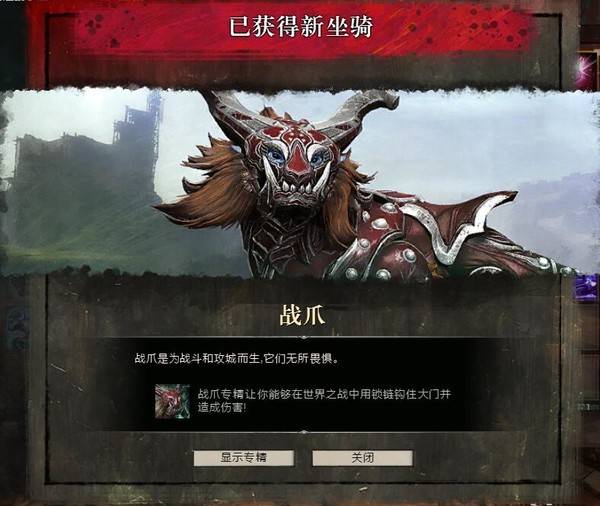 已获得新坐骑
战爪
战爪是为战斗和攻城而生,它们无所畏惧。
战爪专精让你能够在世界之战中用锁链钩住大门并
造成伤害!
显示专精
关闭